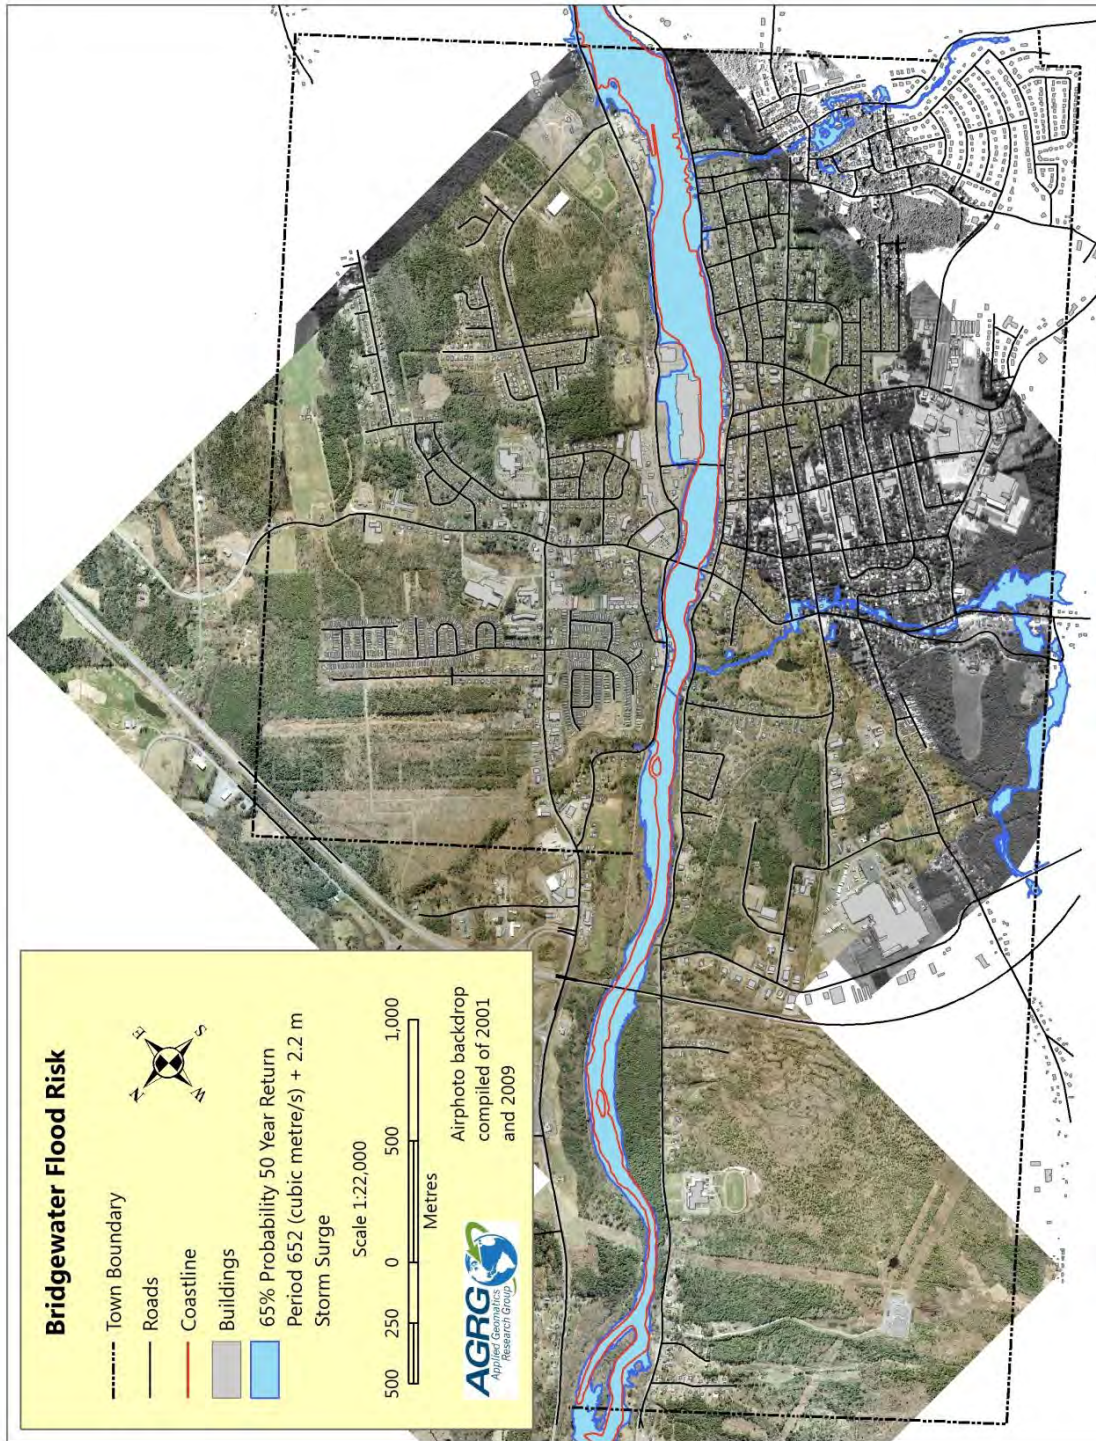 Bridgewater Flood Risk
N
E
W
S
Town Boundary
Roads
Coastline
Buildings
65% Probability 50 Year Return
Period 652 (cubic metre/s) + 2.2 m
Storm Surge
Scale 1:22,000
500 250 0 500 1,000
Metres
AGRG
Applied Geomatics
Research Group
Airphoto backdrop
compiled of 2001
and 2009